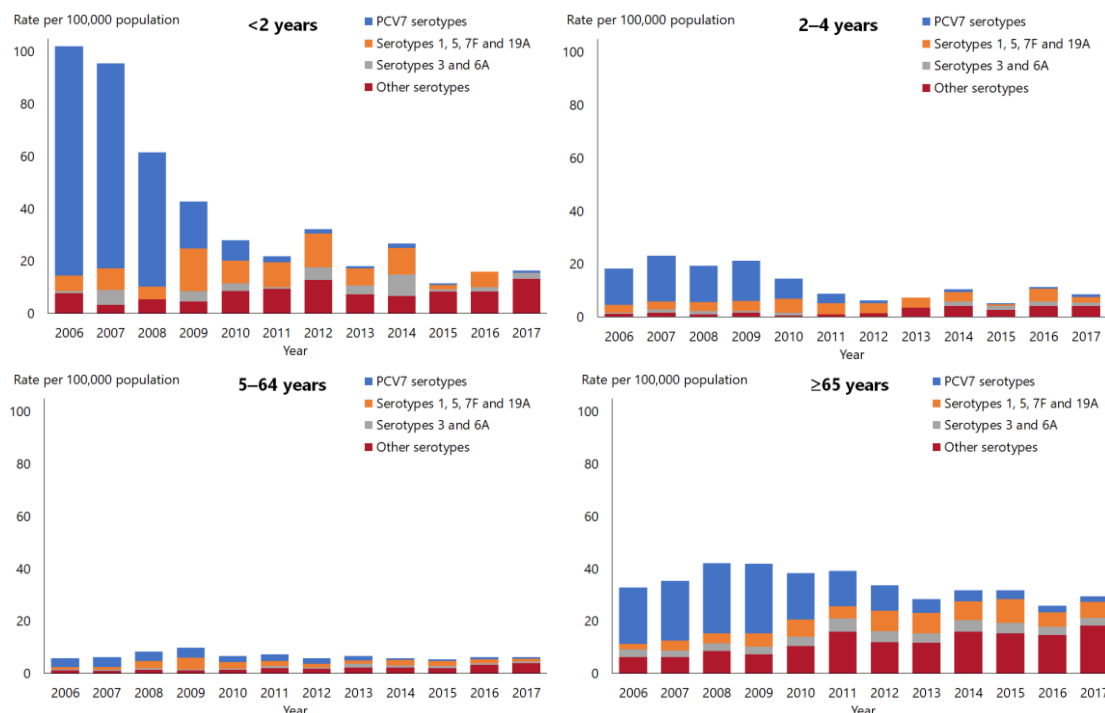 Rate per 100,000 population
<2 years
PCV7 serotypes
Serotypes 1, 5, 7F and 19A
Serotypes 3 and 6A
Other serotypes
100
80
60
40
20
0
2006 2007 2008 2009 2010 2011 2012 2013 2014 2015 2016 2017
Year
Rate per 100,000 population
2–4 years
PCV7 serotypes
Serotypes 1, 5, 7F and 19A
Serotypes 3 and 6A
Other serotypes
100
80
60
40
20
0
2006 2007 2008 2009 2010 2011 2012 2013 2014 2015 2016 2017
Year
Rate per 100,000 population
5–64 years
PCV7 serotypes
Serotypes 1, 5, 7F and 19A
Serotypes 3 and 6A
Other serotypes
100
80
60
40
20
0
2006 2007 2008 2009 2010 2011 2012 2013 2014 2015 2016 2017
Year
Rate per 100,000 population
≥65 years
PCV7 serotypes
Serotypes 1, 5, 7F and 19A
Serotypes 3 and 6A
Other serotypes
100
80
60
40
20
0
2006 2007 2008 2009 2010 2011 2012 2013 2014 2015 2016 2017
Year